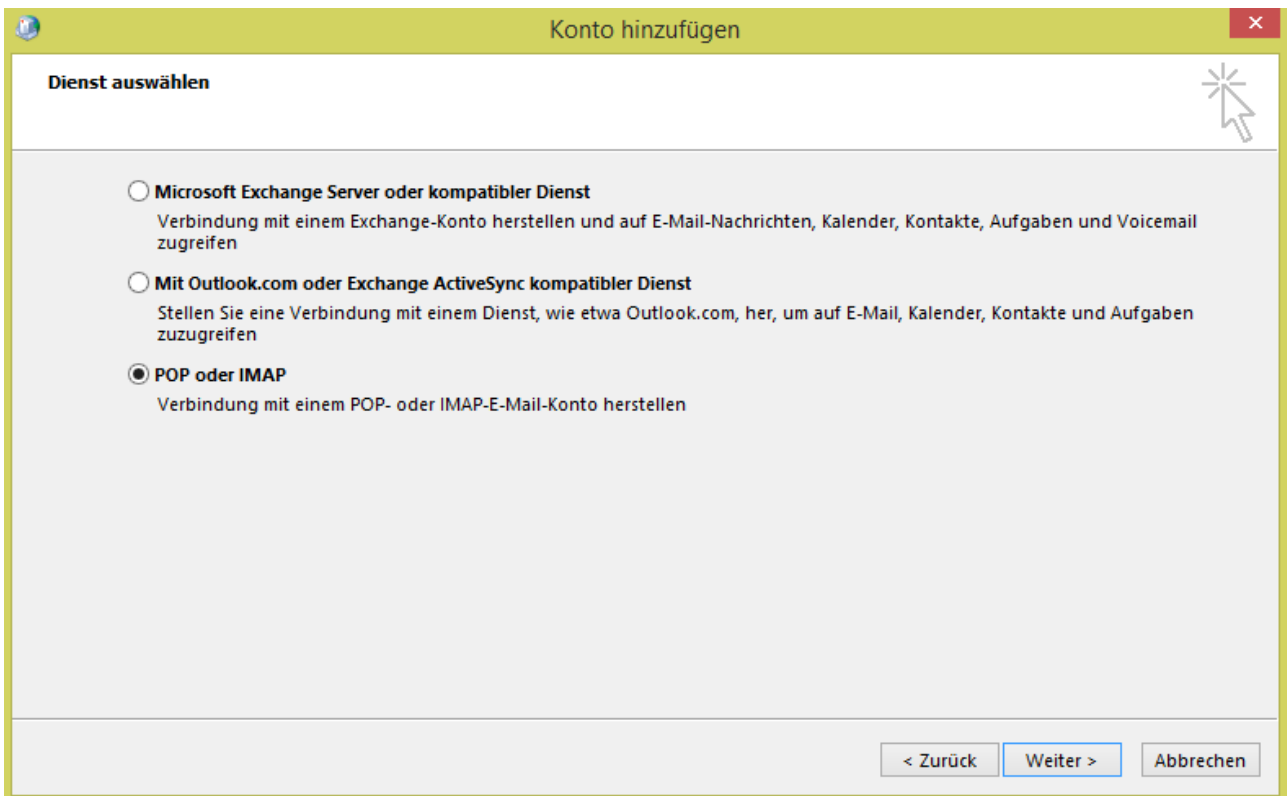 Konto hinzufügen
Dienst auswählen
Microsoft Exchange Server oder kompatibler Dienst
Verbindung mit einem Exchange-Konto herstellen und auf E-Mail-Nachrichten, Kalender, Kontakte, Aufgaben und Voicemail
zugreifen
Mit Outlook.com oder Exchange ActiveSync kompatibler Dienst
Stellen Sie eine Verbindung mit einem Dienst, wie etwa Outlook.com, her, um auf E-Mail, Kalender, Kontakte und Aufgaben
zuzugreifen
POP oder IMAP
Verbindung mit einem POP- oder IMAP-E-Mail-Konto herstellen
< Zurück Weiter > Abbrechen